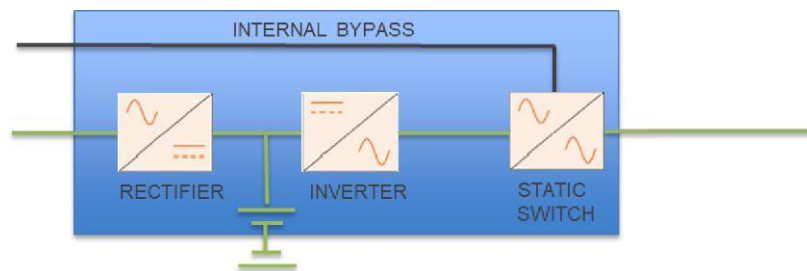 INTERNAL BYPASS
RECTIFIER
INVERTER
STATIC
SWITCH